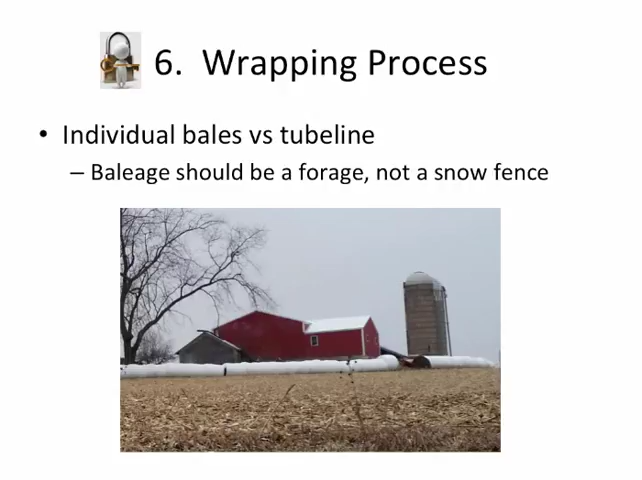 6. Wrapping Process
• Individual bales vs tubeline
– Baleage should be a forage, not a snow fence